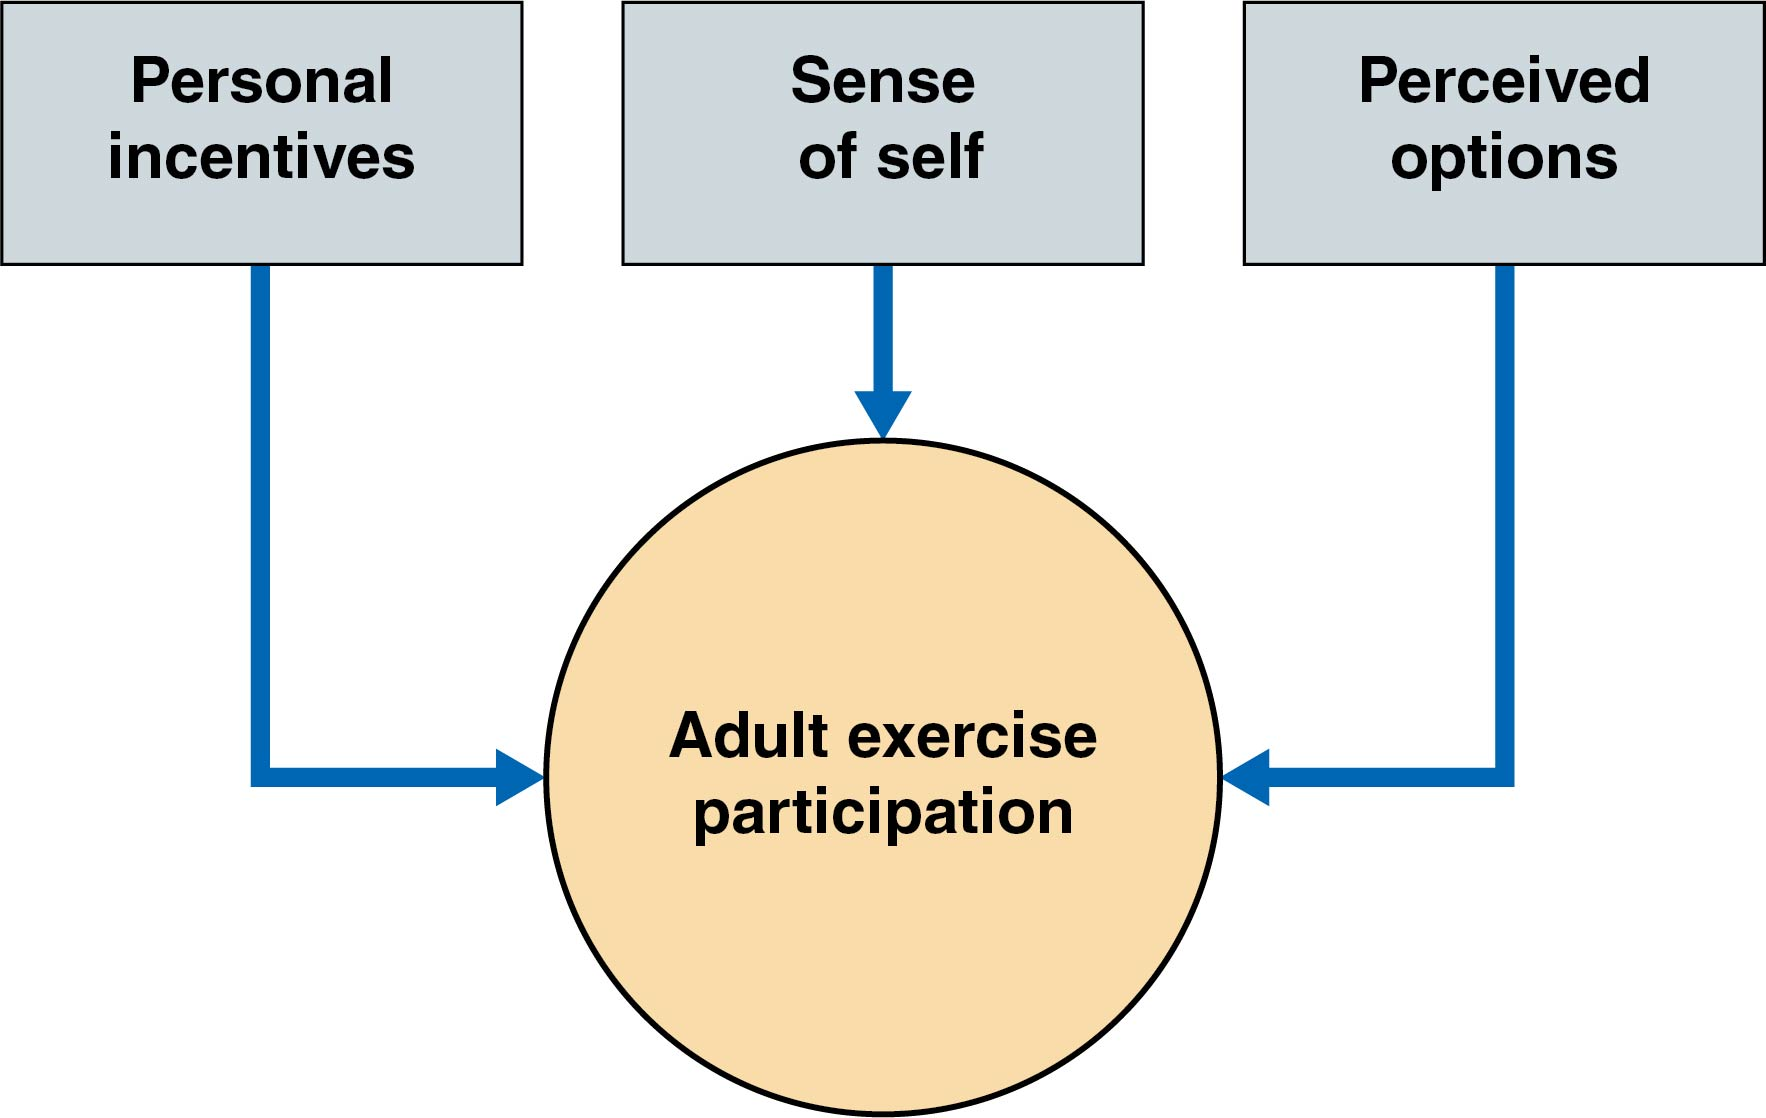 Personal
incentives
Sense
of self
Perceived
options
Adult exercise
participation